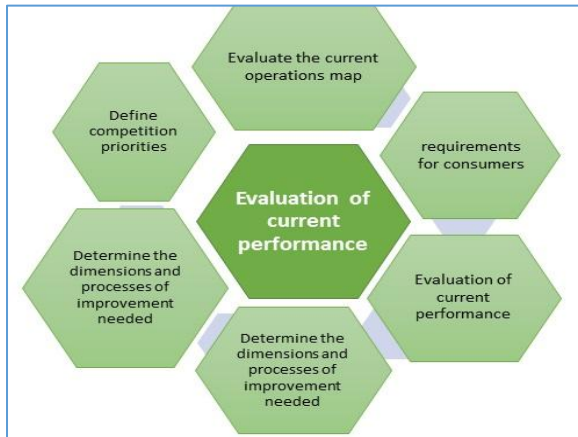 Evaluate the current
operations map
Define
competition
priorities
requirements
for consumers
Evaluation of
current
performance
Determine the
dimensions and
processes of
improvement
needed
Evaluation of
current
performance
Determine the
dimensions and
processes of
improvement
needed